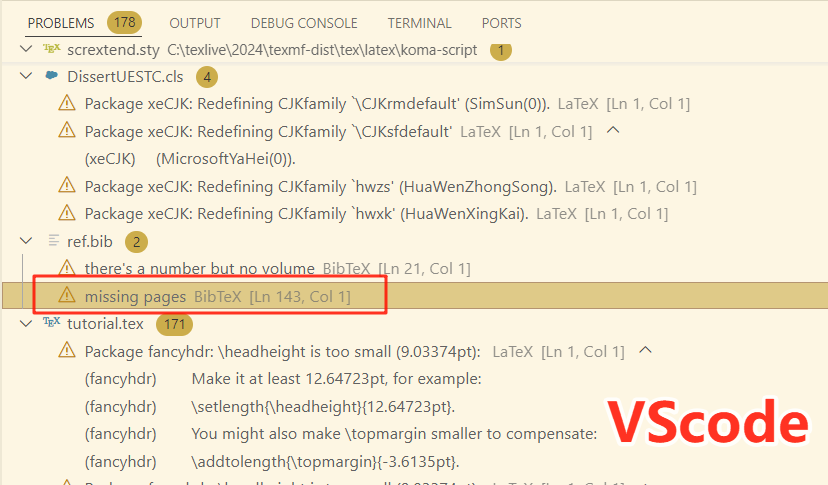 PROBLEMS 178 OUTPUT DEBUG CONSOLE TERMINAL PORTS
TEX scrextend.sty C:\texlive\2024\texmf-dist\tex\latex\koma-script 1
DissertUESTC.cls 4
Package xeCJK: Redefining CJKfamily `\CJKrmdefault' (SimSun(0)). LaTeX [Ln 1, Col 1]
Package xeCJK: Redefining CJKfamily `\CJKsfdefault' LaTeX [Ln 1, Col 1]
(xeCJK) (MicrosoftYaHei(0)).
Package xeCJK: Redefining CJKfamily `hwzs' (HuaWenZhongSong). LaTeX [Ln 1, Col 1]
Package xeCJK: Redefining CJKfamily `hwxk' (HuaWenXingKai). LaTeX [Ln 1, Col 1]
ref.bib 2
there's a number but no volume BibTeX [Ln 21, Col 1]
missing pages BibTeX [Ln 143, Col 1]
TEX tutorial.tex 171
Package fancyhdr: \headheight is too small (9.03374pt): LaTeX [Ln 1, Col 1]
(fancyhdr) Make it at least 12.64723pt, for example:
(fancyhdr) \setlength{\headheight}{12.64723pt}.
(fancyhdr) You might also make \topmargin smaller to compensate:
(fancyhdr) \addtolength{\topmargin}{-3.6135pt}.
VScode